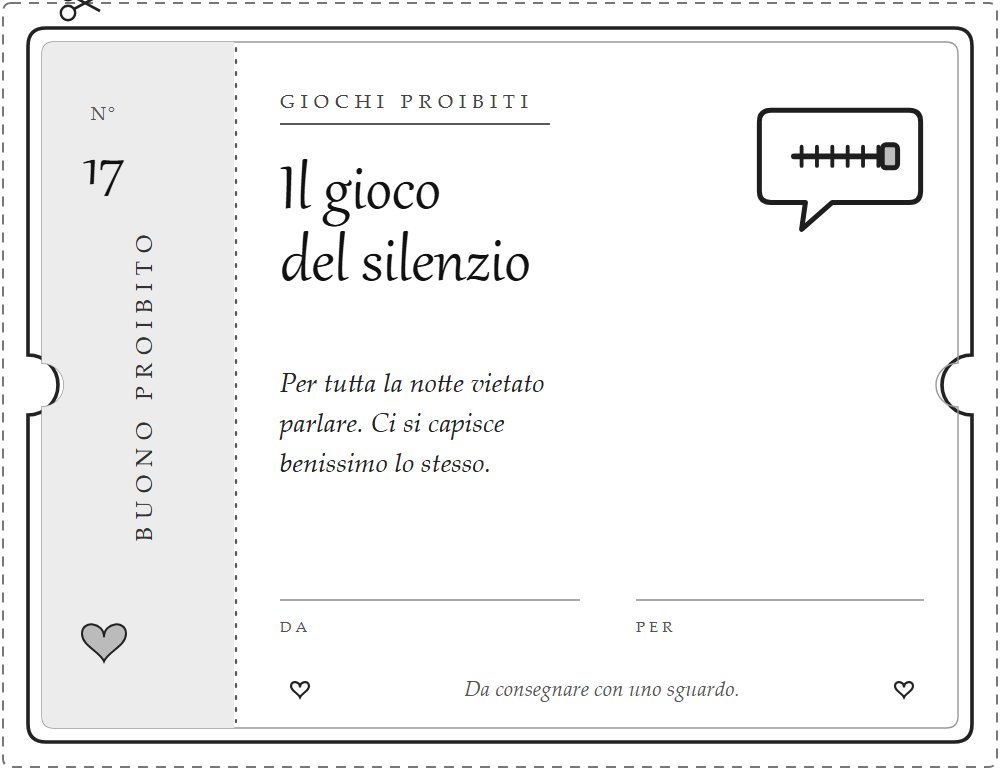 N°
17
BUONO PROIBITO
GIOCHI PROIBITI
Il gioco
del silenzio
Per tutta la notte vietato
parlare. Ci si capisce
benissimo lo stesso.
DA
PER
Da consegnare con uno sguardo.